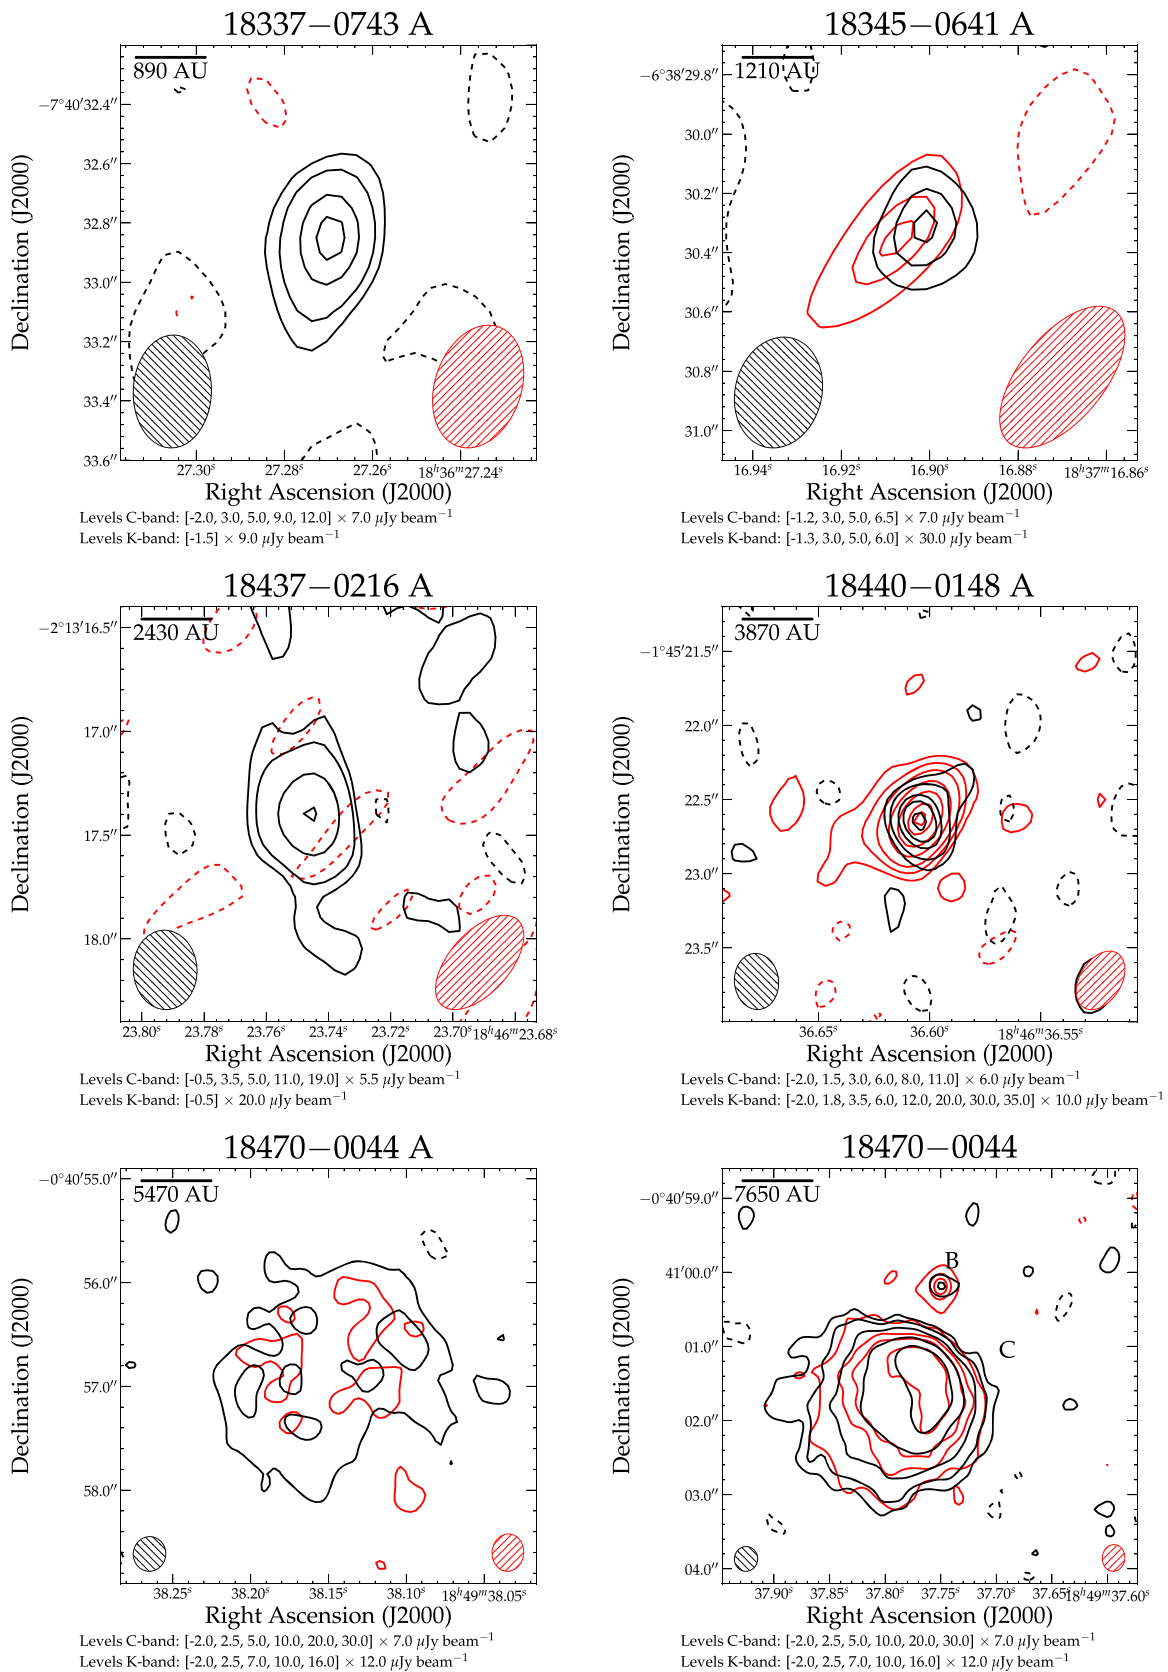 18337−0743 A
890 AU
−7°40′32.4″
32.6″
32.8″
33.0″
33.2″
33.4″
33.6″
Declination (J2000)
27.30ˢ 27.28ˢ 27.26ˢ 18ʰ36ᵐ27.24ˢ
Right Ascension (J2000)
Levels C-band: [-2.0, 3.0, 5.0, 9.0, 12.0] × 7.0 μJy beam⁻¹
Levels K-band: [-1.5] × 9.0 μJy beam⁻¹
18345−0641 A
1210 AU
−6°38′29.8″
30.0″
30.2″
30.4″
30.6″
30.8″
31.0″
Declination (J2000)
16.94ˢ 16.92ˢ 16.90ˢ 16.88ˢ 18ʰ37ᵐ16.86ˢ
Right Ascension (J2000)
Levels C-band: [-1.2, 3.0, 5.0, 6.5] × 7.0 μJy beam⁻¹
Levels K-band: [-1.3, 3.0, 5.0, 6.0] × 30.0 μJy beam⁻¹
18437−0216 A
2430 AU
−2°13′16.5″
17.0″
17.5″
18.0″
Declination (J2000)
23.80ˢ 23.78ˢ 23.76ˢ 23.74ˢ 23.72ˢ 23.70ˢ 18ʰ46ᵐ23.68ˢ
Right Ascension (J2000)
Levels C-band: [-0.5, 3.5, 5.0, 11.0, 19.0] × 5.5 μJy beam⁻¹
Levels K-band: [-0.5] × 20.0 μJy beam⁻¹
18440−0148 A
3870 AU
−1°45′21.5″
22.0″
22.5″
23.0″
23.5″
Declination (J2000)
36.65ˢ 36.60ˢ 18ʰ46ᵐ36.55ˢ
Right Ascension (J2000)
Levels C-band: [-2.0, 1.5, 3.0, 6.0, 8.0, 11.0] × 6.0 μJy beam⁻¹
Levels K-band: [-2.0, 1.8, 3.5, 6.0, 12.0, 20.0, 30.0, 35.0] × 10.0 μJy beam⁻¹
18470−0044 A
5470 AU
−0°40′55.0″
56.0″
57.0″
58.0″
Declination (J2000)
38.25ˢ 38.20ˢ 38.15ˢ 38.10ˢ 18ʰ49ᵐ38.05ˢ
Right Ascension (J2000)
Levels C-band: [-2.0, 2.5, 5.0, 10.0, 20.0, 30.0] × 7.0 μJy beam⁻¹
Levels K-band: [-2.0, 2.5, 7.0, 10.0, 16.0] × 12.0 μJy beam⁻¹
18470−0044
7650 AU
−0°40′59.0″
B
41′00.0″
C
01.0″
02.0″
03.0″
04.0″
Declination (J2000)
37.90ˢ 37.85ˢ 37.80ˢ 37.75ˢ 37.70ˢ 37.65ˢ 18ʰ49ᵐ37.60ˢ
Right Ascension (J2000)
Levels C-band: [-2.0, 2.5, 5.0, 10.0, 20.0, 30.0] × 7.0 μJy beam⁻¹
Levels K-band: [-2.0, 2.5, 7.0, 10.0, 16.0] × 12.0 μJy beam⁻¹